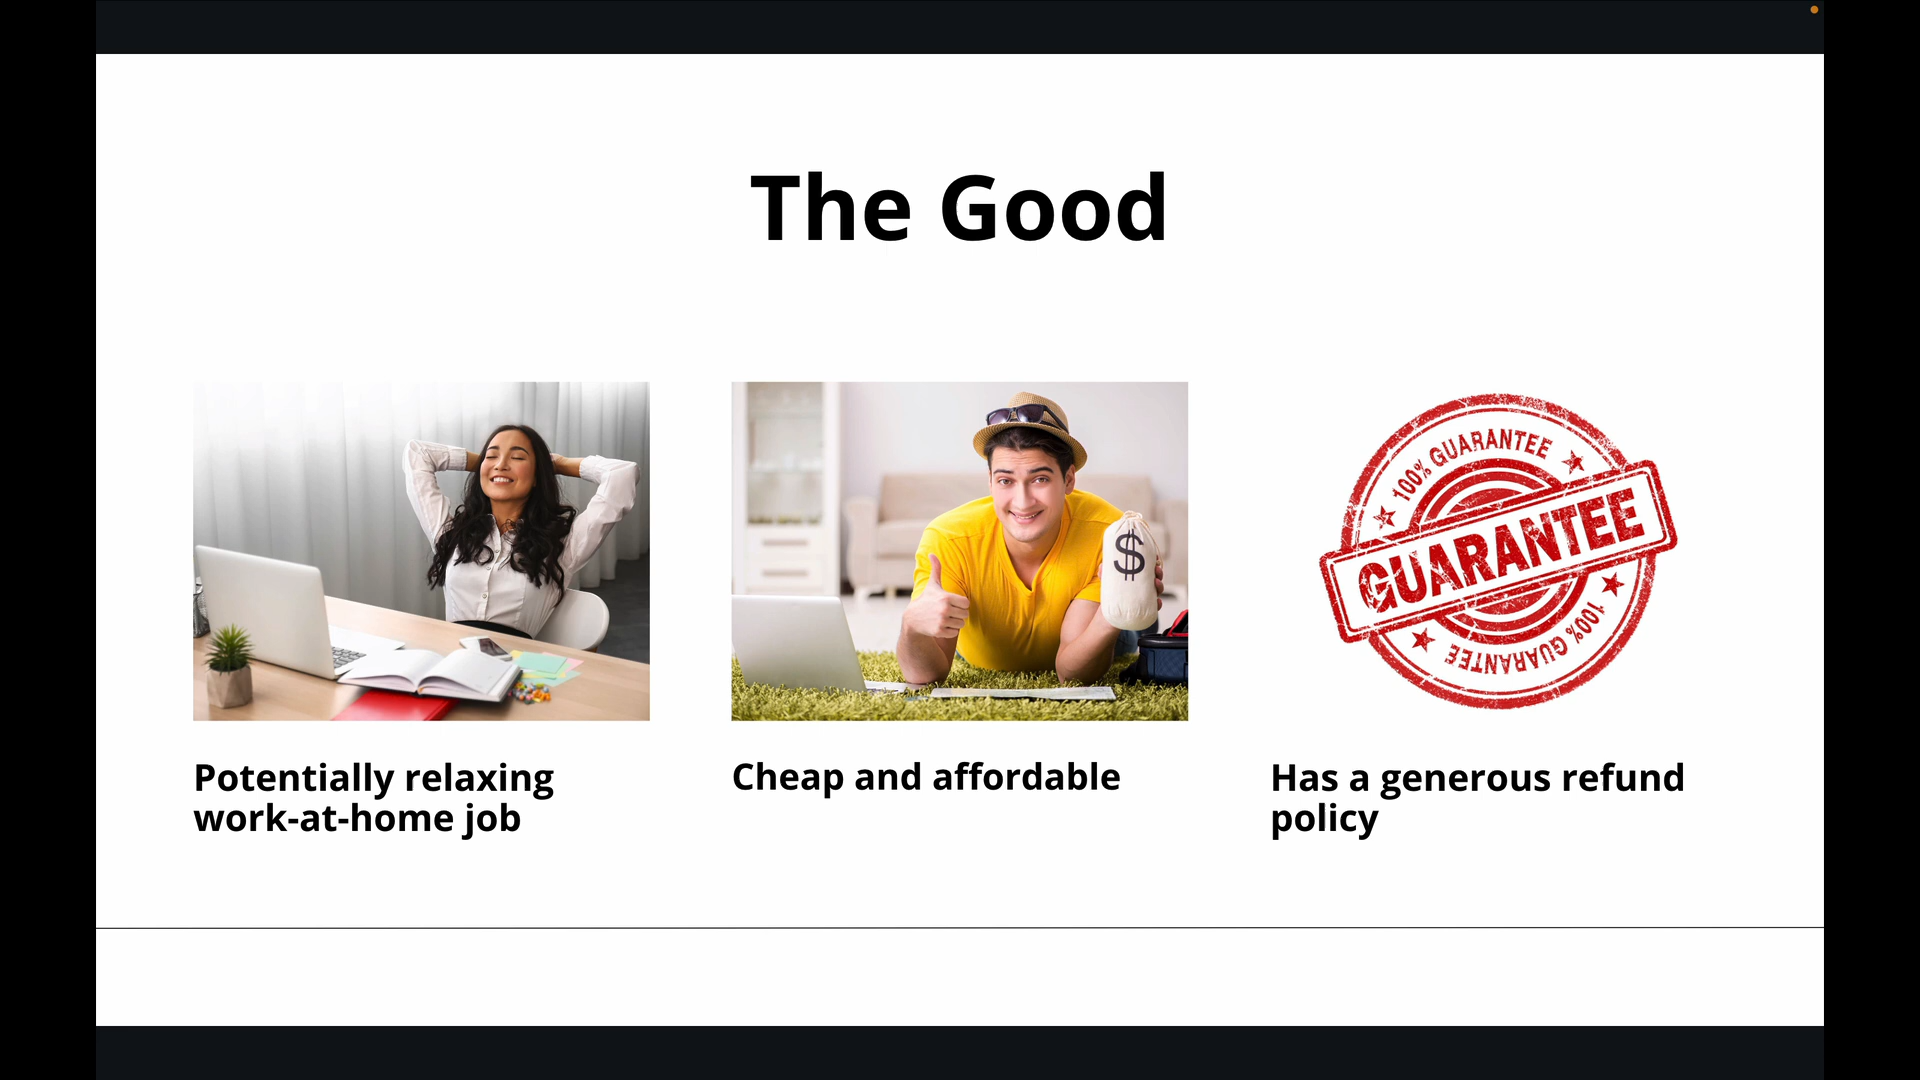 The Good
$
100% GUARANTEE
GUARANTEE
100% GUARANTEE
Potentially relaxing
work-at-home job
Cheap and affordable
Has a generous refund
policy